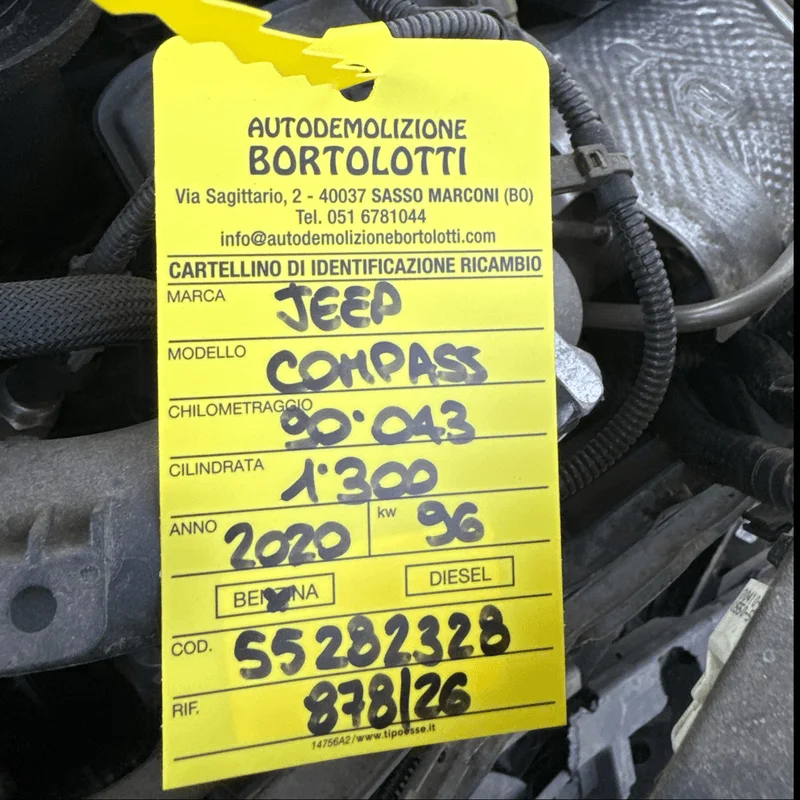 AUTODEMOLIZIONE
BORTOLOTTI
Via Sagittario, 2 - 40037 SASSO MARCONI (BO)
Tel. 051 6781044
info@autodemolizionebortolotti.com
CARTELLINO DI IDENTIFICAZIONE RICAMBIO
MARCA JEEP
MODELLO COMPASS
CHILOMETRAGGIO 90.043
CILINDRATA 1.300
ANNO 2020 kw 96
BENZINA DIESEL
COD. 55282328
RIF. 878/26
14756A2/www.tipoesse.it